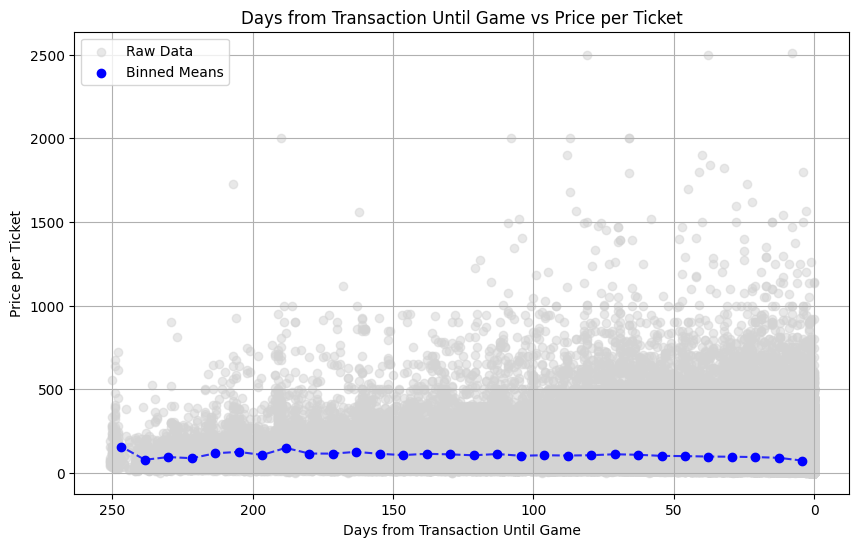 Days from Transaction Until Game vs Price per Ticket
Raw Data
Binned Means
Price per Ticket
2500
2000
1500
1000
500
0
250
200
150
100
50
0
Days from Transaction Until Game